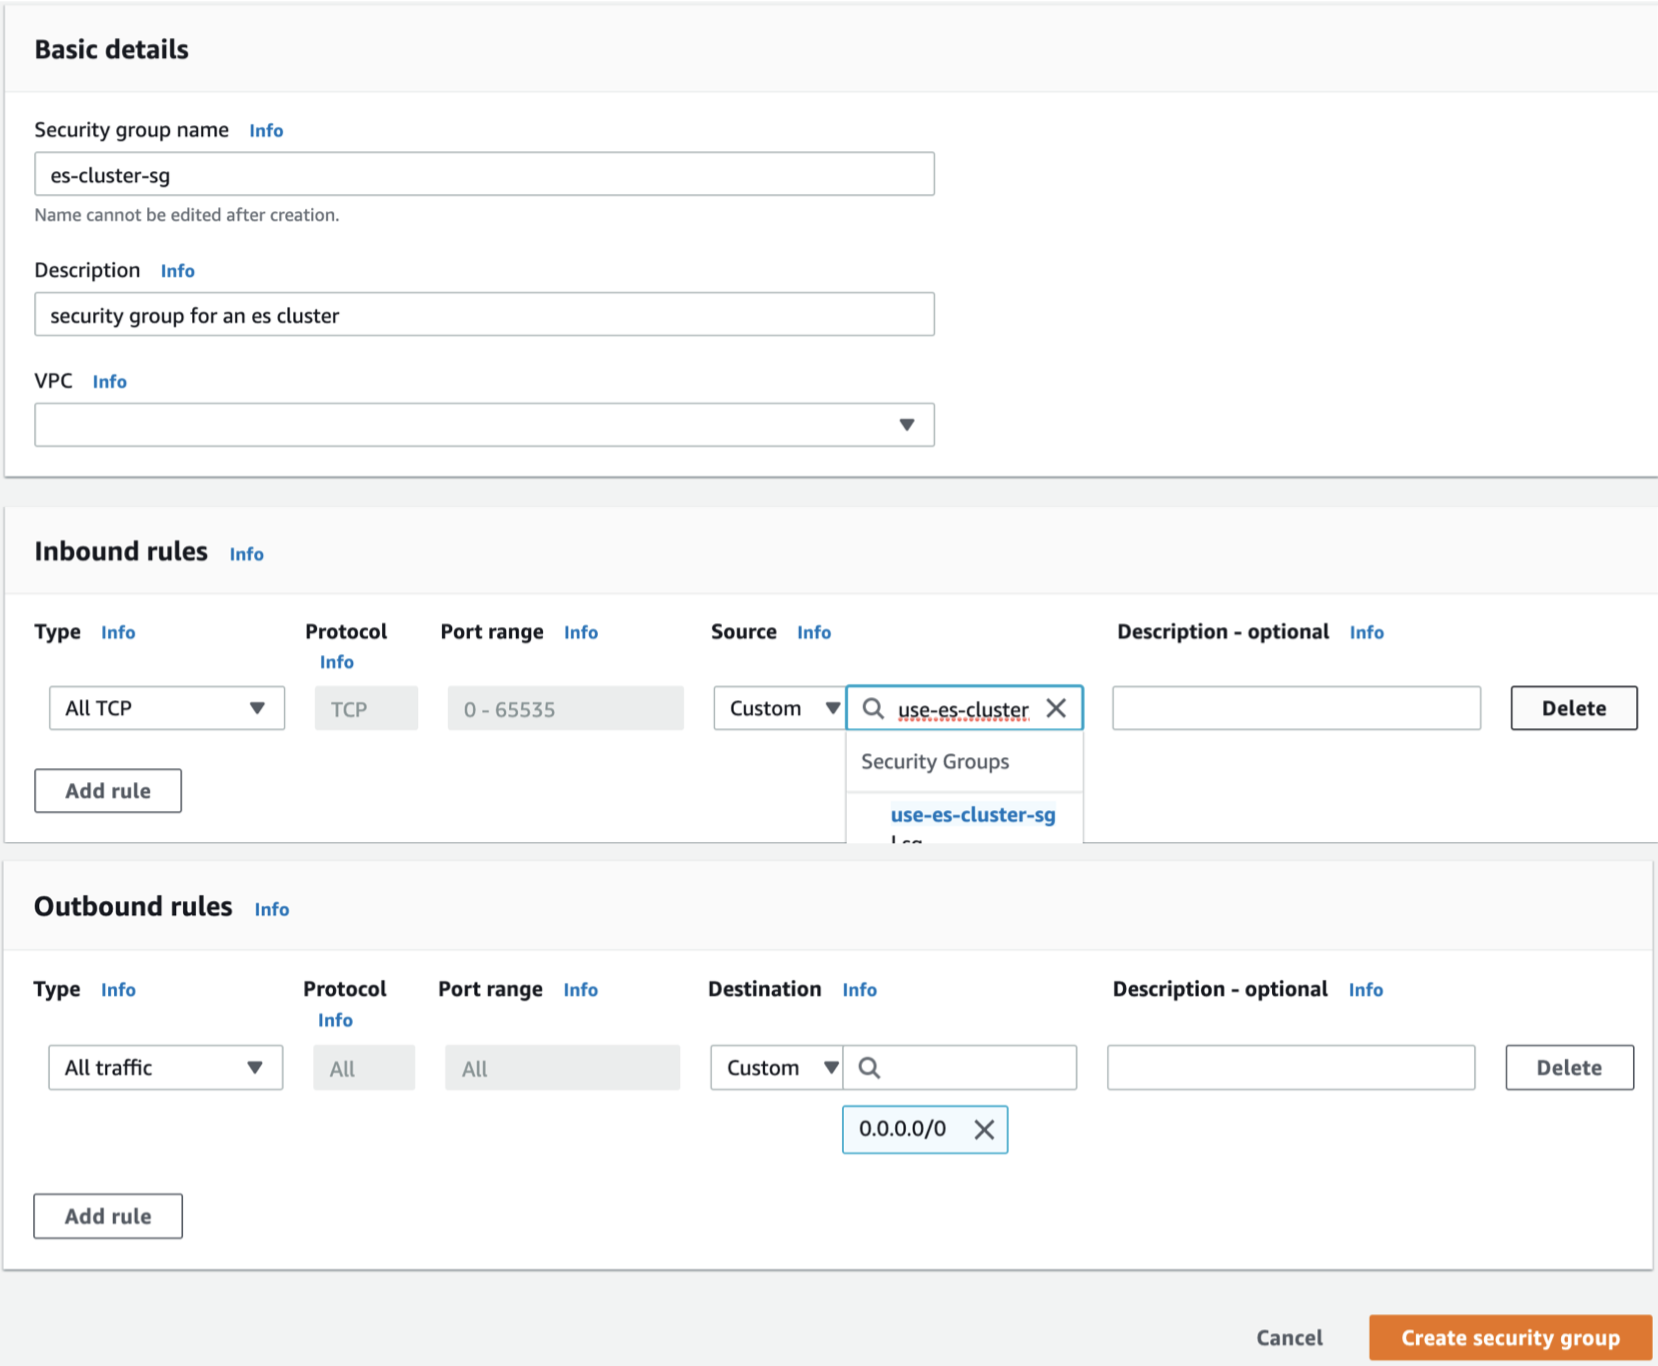 Basic details
Security group name Info
es-cluster-sg
Name cannot be edited after creation.
Description Info
security group for an es cluster
VPC Info
Inbound rules Info
Type Info Protocol Port range Info Source Info Description - optional Info
Info
All TCP TCP 0 - 65535 Custom use-es-cluster Delete
Security Groups
Add rule
use-es-cluster-sg
Outbound rules Info
Type Info Protocol Port range Info Destination Info Description - optional Info
Info
All traffic All All Custom Delete
0.0.0.0/0
Add rule
Cancel Create security group